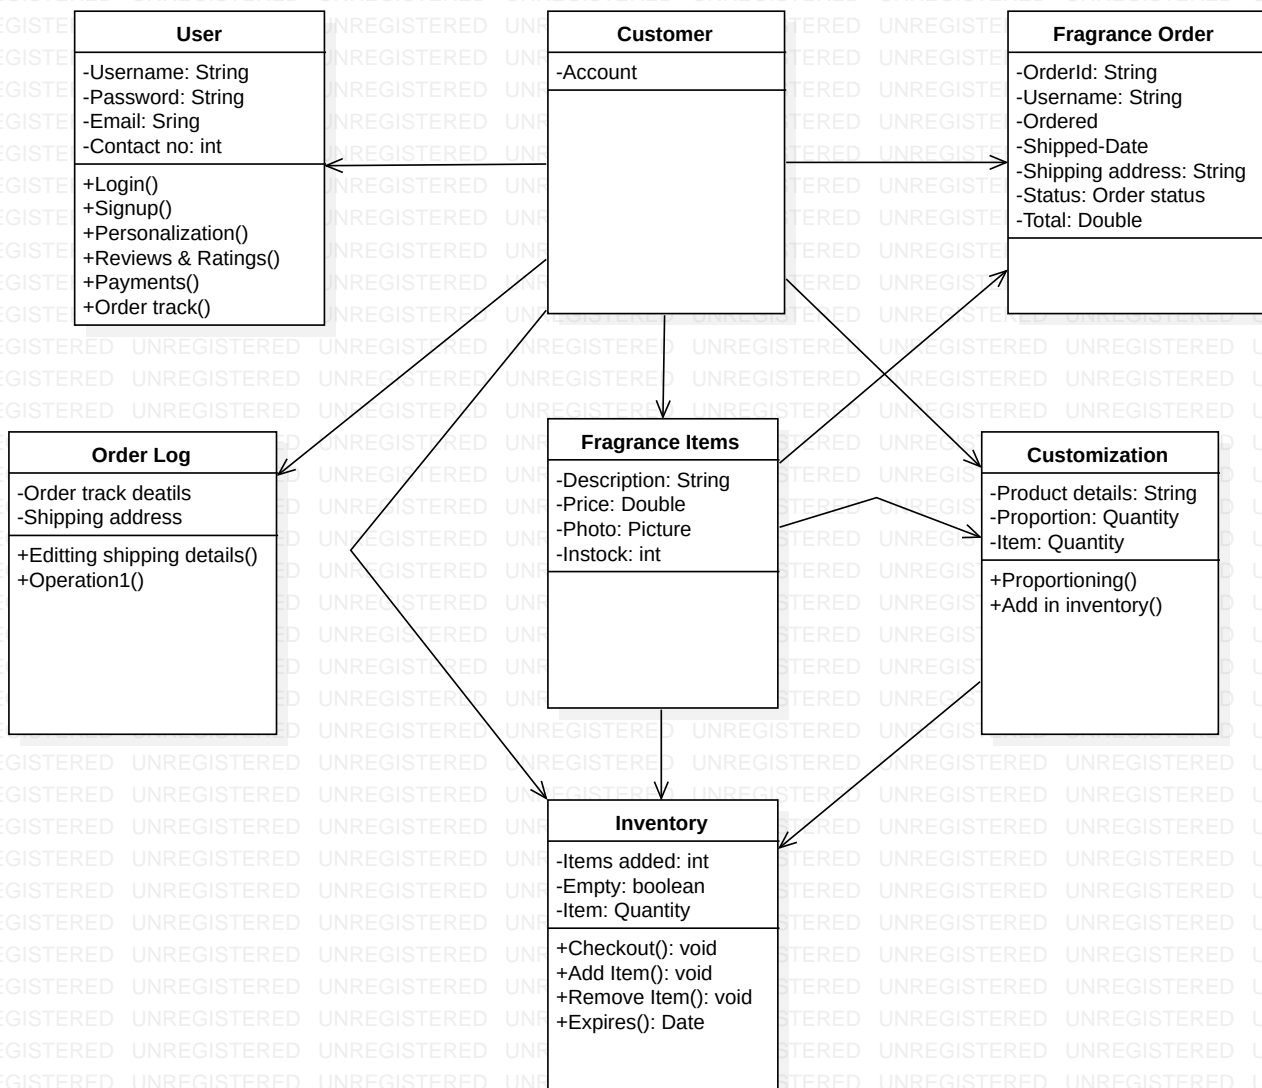 User
-Username: String
-Password: String
-Email: Sring
-Contact no: int
+Login()
+Signup()
+Personalization()
+Reviews & Ratings()
+Payments()
+Order track()
Customer
-Account
Fragrance Order
-OrderId: String
-Username: String
-Ordered
-Shipped-Date
-Shipping address: String
-Status: Order status
-Total: Double
Order Log
-Order track deatils
-Shipping address
+Editting shipping details()
+Operation1()
Fragrance Items
-Description: String
-Price: Double
-Photo: Picture
-Instock: int
Customization
-Product details: String
-Proportion: Quantity
-Item: Quantity
+Proportioning()
+Add in inventory()
Inventory
-Items added: int
-Empty: boolean
-Item: Quantity
+Checkout(): void
+Add Item(): void
+Remove Item(): void
+Expires(): Date
UNREGISTERED